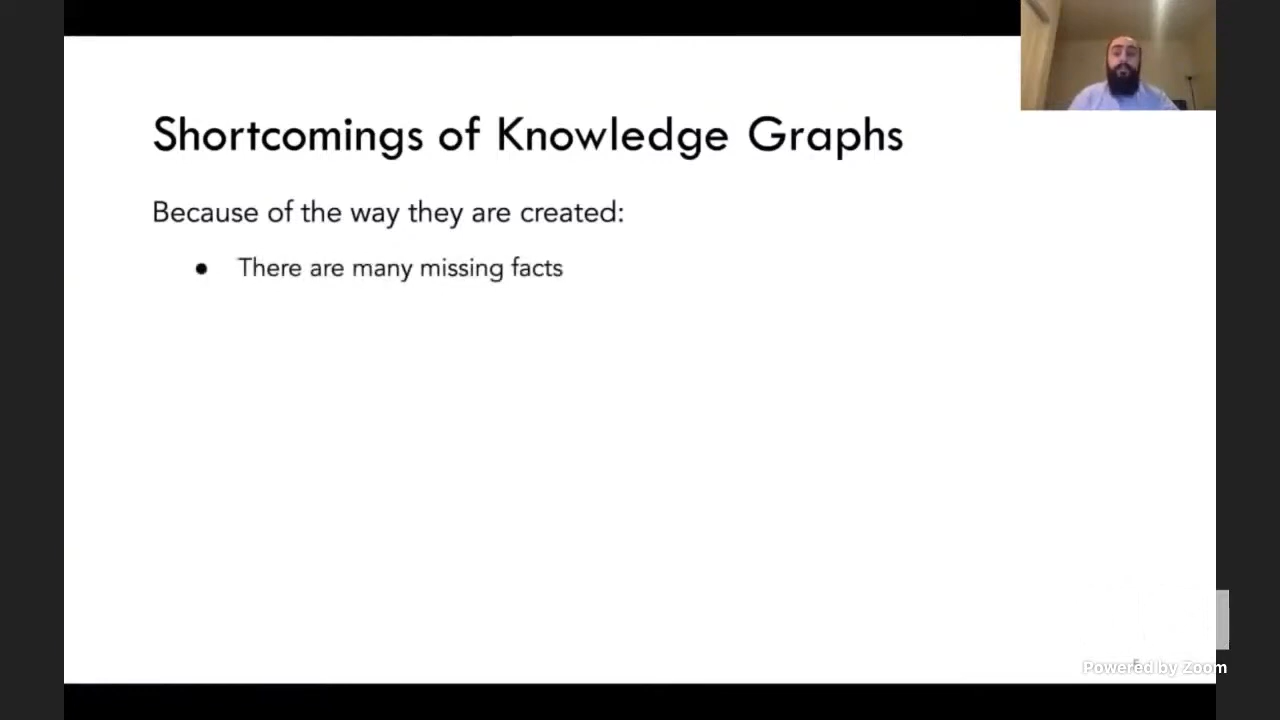 Shortcomings of Knowledge Graphs
Because of the way they are created:
● There are many missing facts
Powered by Zoom